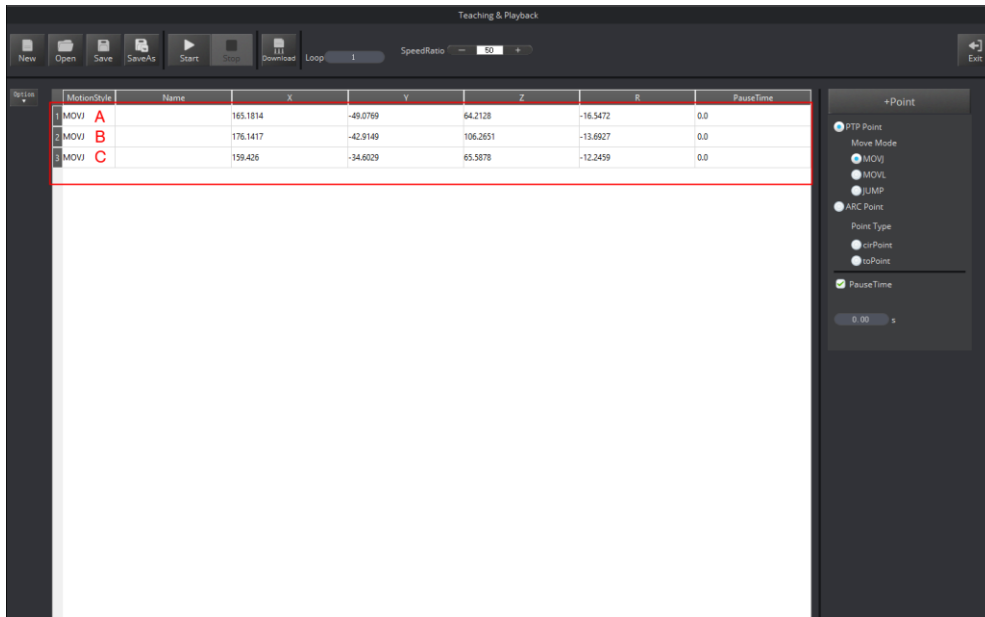 Teaching & Playback
New Open Save SaveAs Start Stop Download Loop 1 SpeedRatio − 50 + Exit
Option
MotionStyle Name X Y Z R PauseTime
1 MOVJ A 165.1814 -49.0769 64.2128 -16.5472 0.0
2 MOVJ B 176.1417 -42.9149 106.2651 -13.6927 0.0
3 MOVJ C 159.426 -34.6029 65.5878 -12.2459 0.0
+Point
PTP Point
Move Mode
MOVJ
MOVL
JUMP
ARC Point
Point Type
cirPoint
toPoint
PauseTime
0.00 s